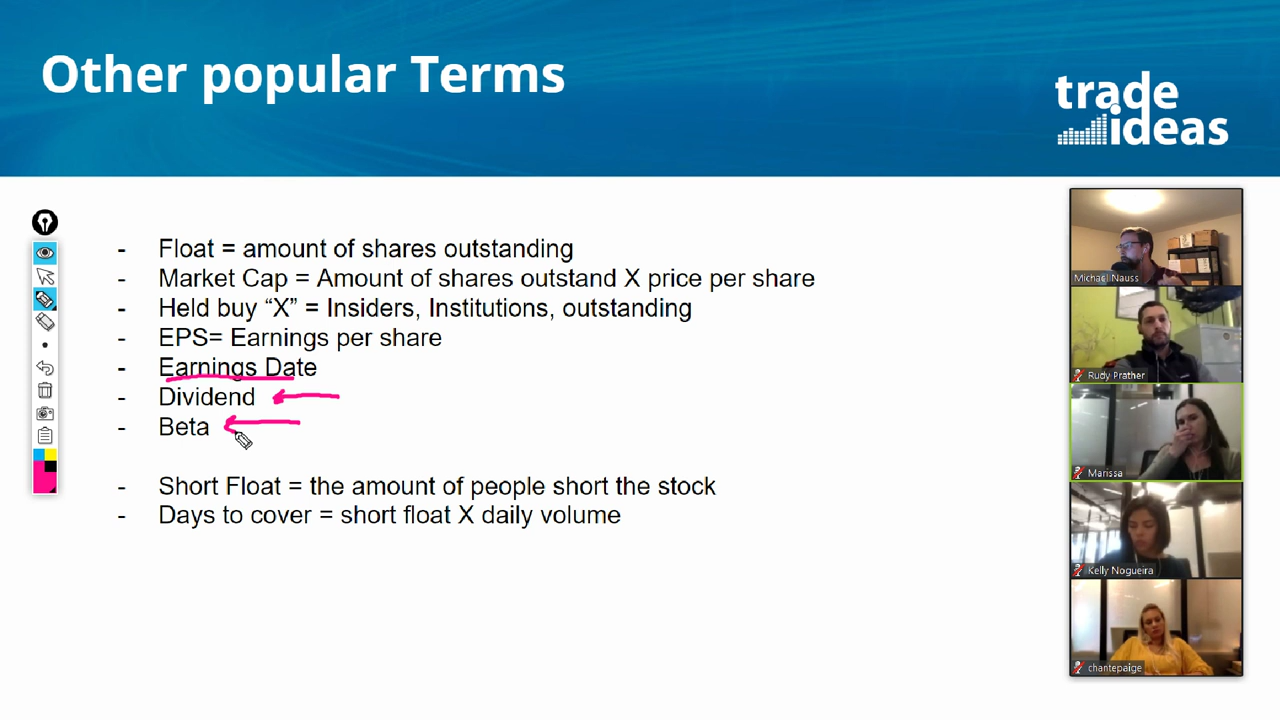 Other popular Terms
trade
ideas
- Float = amount of shares outstanding
- Market Cap = Amount of shares outstand X price per share
- Held buy “X” = Insiders, Institutions, outstanding
- EPS= Earnings per share
- Earnings Date
- Dividend
- Beta
- Short Float = the amount of people short the stock
- Days to cover = short float X daily volume
Michael Nauss
Rudy Prather
Marissa
Kelly Nogueira
chantepaige